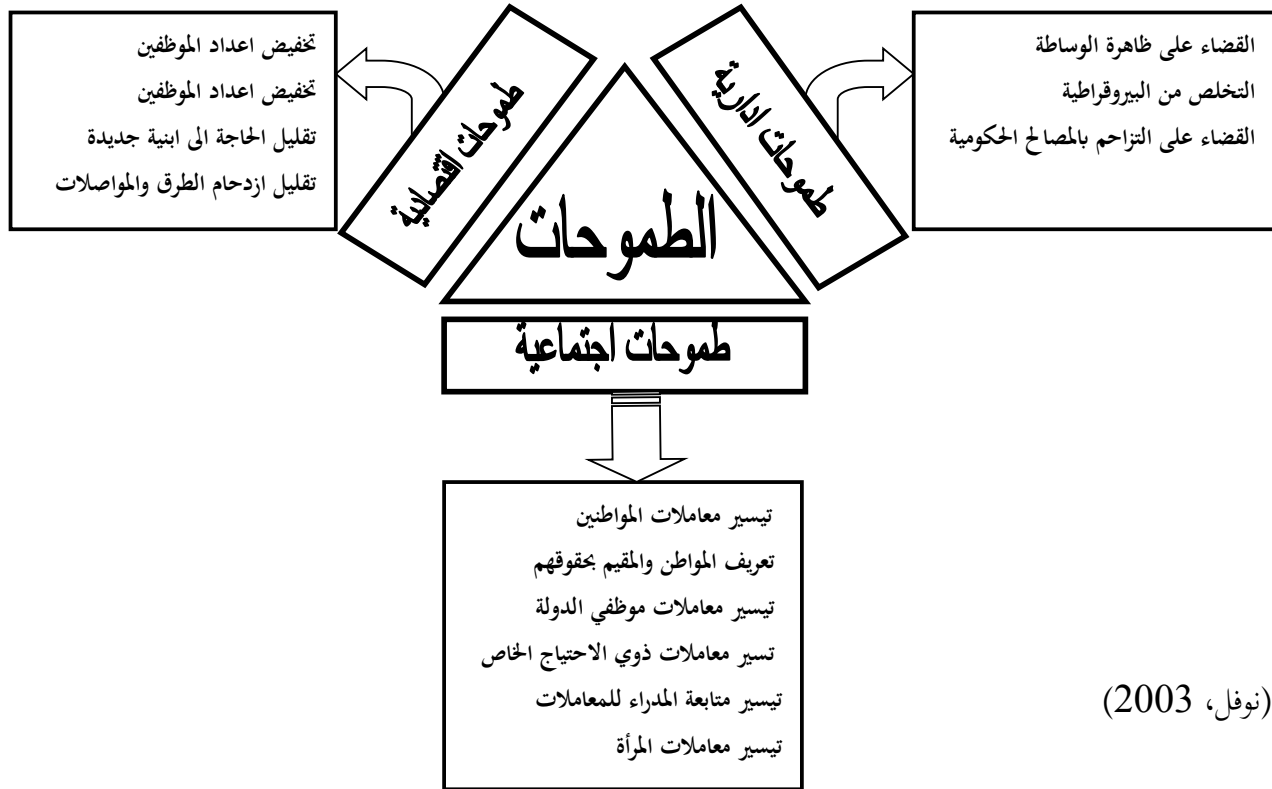 القضاء على ظاهرة الوساطة
التخلص من البيروقراطية
القضاء على التزاحم بالمصالح الحكومية
طموحات ادارية
تخفيض اعداد الموظفين
تخفيض اعداد الموظفين
تقليل الحاجة الى ابنية جديدة
تقليل ازدحام الطرق والمواصلات
طموحات اقتصادية
الطموحات
طموحات اجتماعية
تيسير معاملات المواطنين
تعريف المواطن والمقيم بحقوقهم
تيسير معاملات موظفي الدولة
تسير معاملات ذوي الاحتياج الخاص
تيسير متابعة المدراء للمعاملات
تيسير معاملات المرأة
(نوفل، 2003)